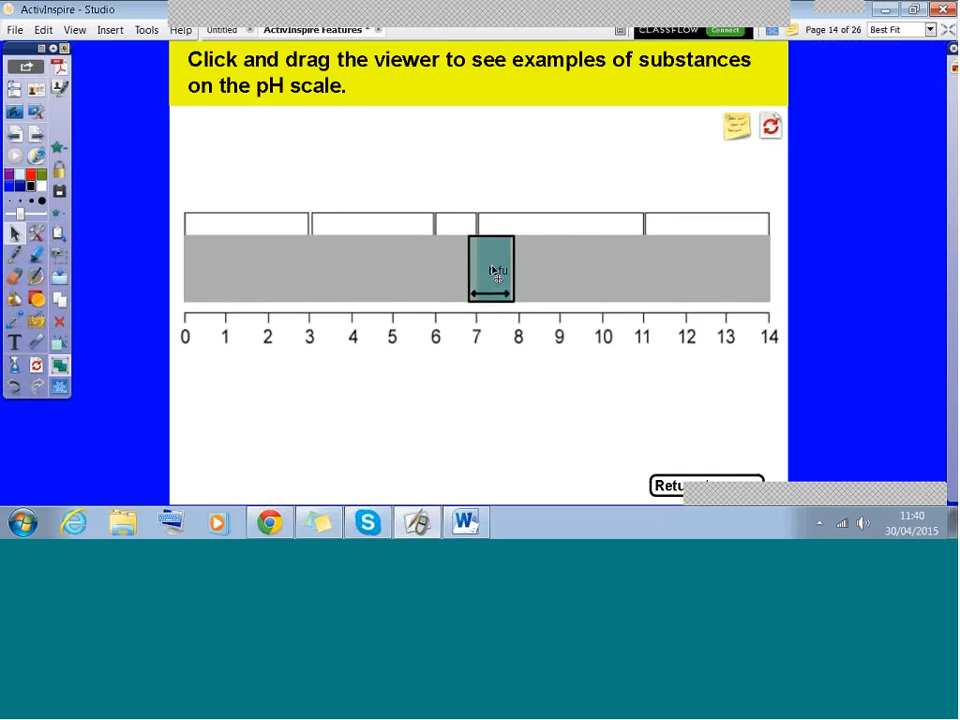 ActivInspire - Studio
File Edit View Insert Tools Help Untitled ActivInspire Features * CLASSFLOW Connect Page 14 of 26 Best Fit
Click and drag the viewer to see examples of substances
on the pH scale.
0 1 2 3 4 5 6 7 8 9 10 11 12 13 14
11:40
30/04/2015